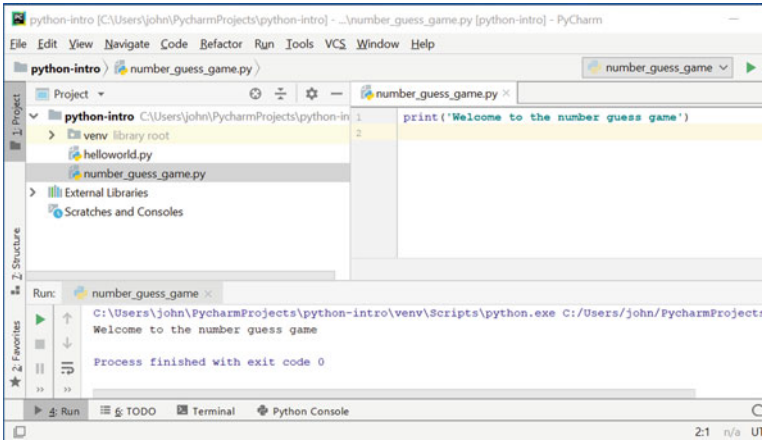 python-intro [C:\Users\john\PycharmProjects\python-intro] - ...\number_guess_game.py [python-intro] - PyCharm
File Edit View Navigate Code Refactor Run Tools VCS Window Help
python-intro number_guess_game.py number_guess_game
1: Project
Project
number_guess_game.py
python-intro C:\Users\john\PycharmProjects\python-in
venv library root
helloworld.py
number_guess_game.py
External Libraries
Scratches and Consoles
1 print('Welcome to the number guess game')
2
7: Structure
2: Favorites
Run: number_guess_game
C:\Users\john\PycharmProjects\python-intro\venv\Scripts\python.exe C:/Users/john/PycharmProjects
Welcome to the number guess game
Process finished with exit code 0
4: Run 6: TODO Terminal Python Console
2:1 n/a UT